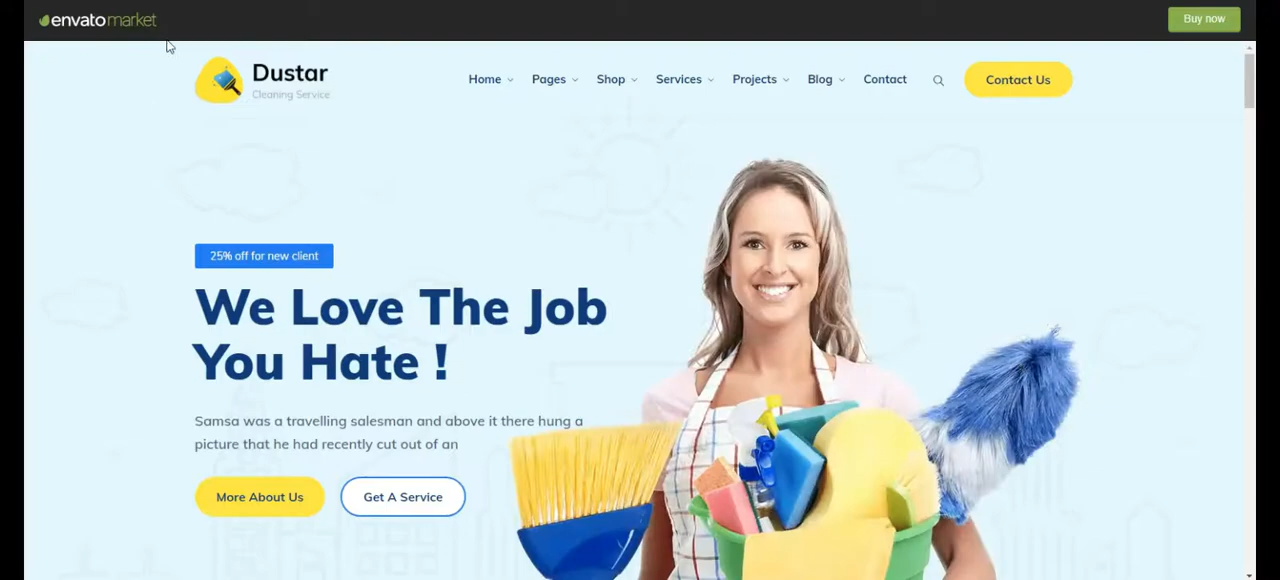 envatomarket
Buy now
Dustar
Cleaning Service
Home Pages Shop Services Projects Blog Contact Contact Us
25% off for new client
We Love The Job
You Hate !
Samsa was a travelling salesman and above it there hung a
picture that he had recently cut out of an
More About Us Get A Service